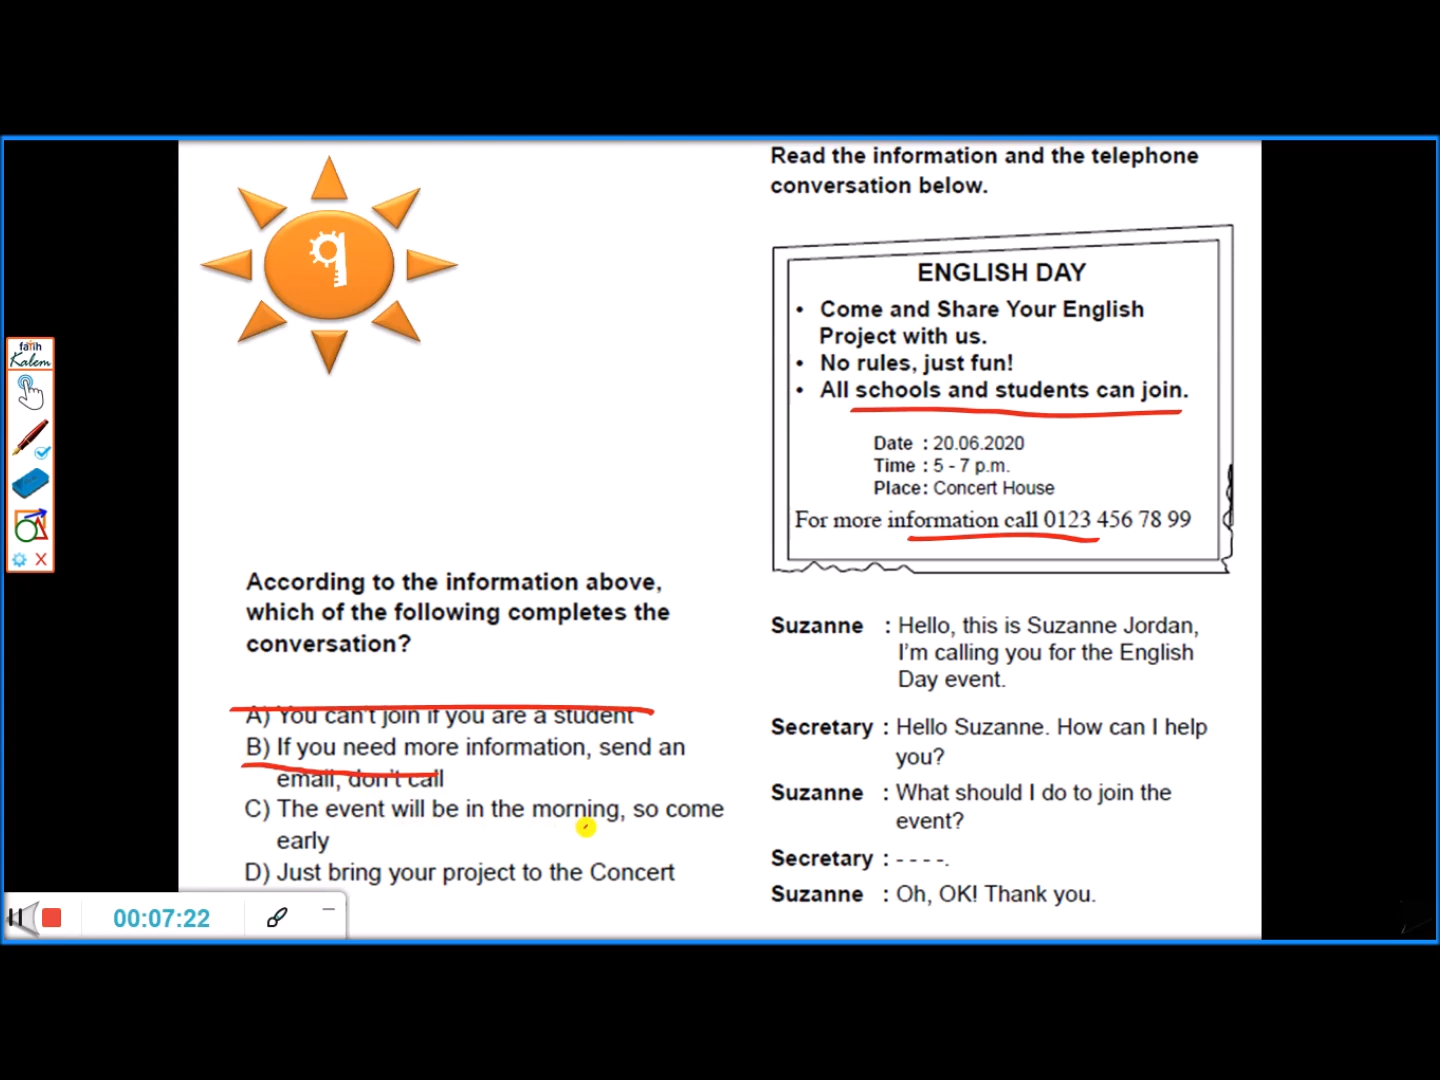 9
fatih
Kalem
According to the information above,
which of the following completes the
conversation?
A) You can't join if you are a student
B) If you need more information, send an
email, don't call
C) The event will be in the morning, so come
early
D) Just bring your project to the Concert
00:07:22
Read the information and the telephone
conversation below.
ENGLISH DAY
• Come and Share Your English
Project with us.
• No rules, just fun!
• All schools and students can join.
Date : 20.06.2020
Time : 5 - 7 p.m.
Place: Concert House
For more information call 0123 456 78 99
Suzanne : Hello, this is Suzanne Jordan,
I'm calling you for the English
Day event.
Secretary : Hello Suzanne. How can I help
you?
Suzanne : What should I do to join the
event?
Secretary : - - - -.
Suzanne : Oh, OK! Thank you.